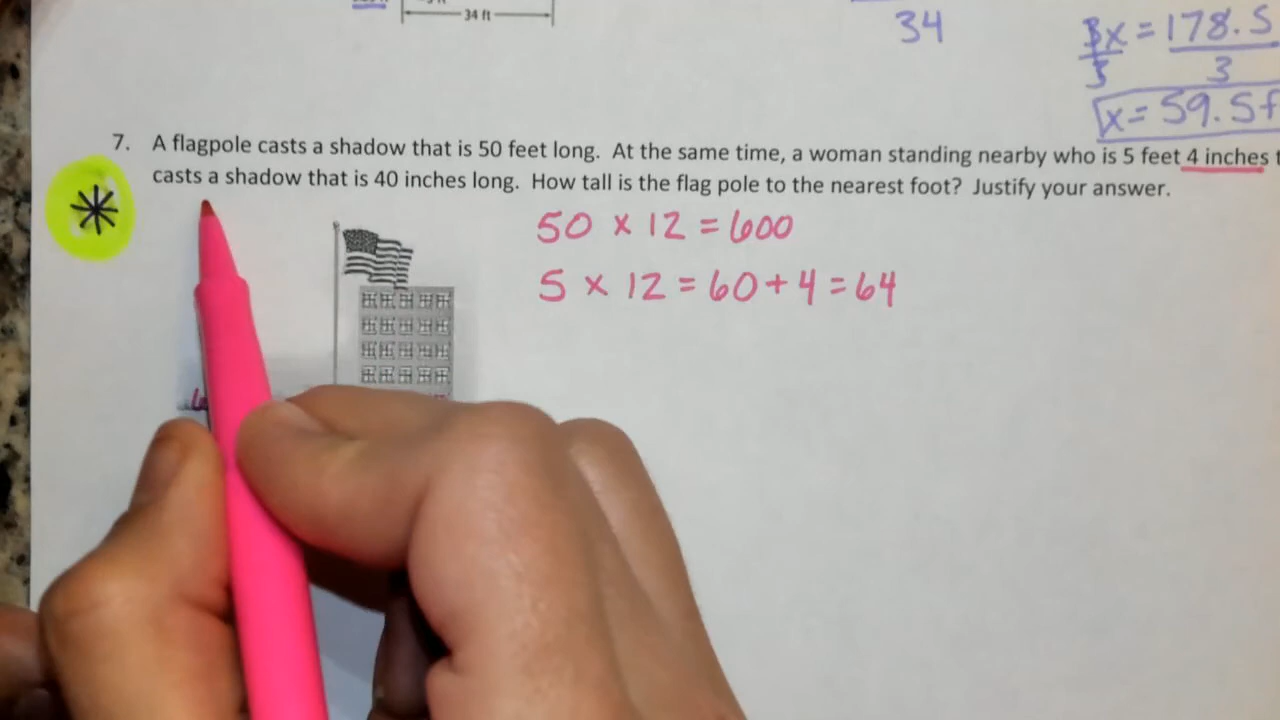 34 ft
34
3x = 178.5
3 3
x = 59.5f
7. A flagpole casts a shadow that is 50 feet long. At the same time, a woman standing nearby who is 5 feet 4 inches t
casts a shadow that is 40 inches long. How tall is the flag pole to the nearest foot? Justify your answer.
50 x 12 = 600
5 x 12 = 60 + 4 = 64